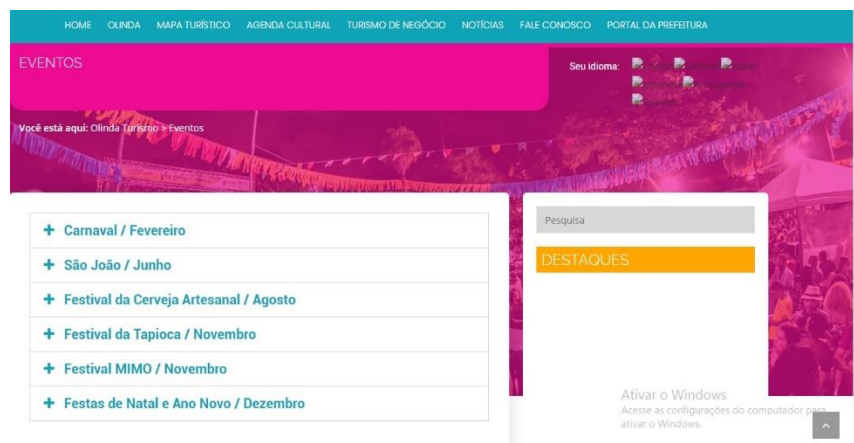 HOME OLINDA MAPA TURÍSTICO AGENDA CULTURAL TURISMO DE NEGÓCIO NOTÍCIAS FALE CONOSCO PORTAL DA PREFEITURA
EVENTOS
Seu idioma:
Você está aqui: Olinda Turismo > Eventos
+ Carnaval / Fevereiro
+ São João / Junho
+ Festival da Cerveja Artesanal / Agosto
+ Festival da Tapioca / Novembro
+ Festival MIMO / Novembro
+ Festas de Natal e Ano Novo / Dezembro
Pesquisa
DESTAQUES
Ativar o Windows
Acesse as configurações do computador para
ativar o Windows.